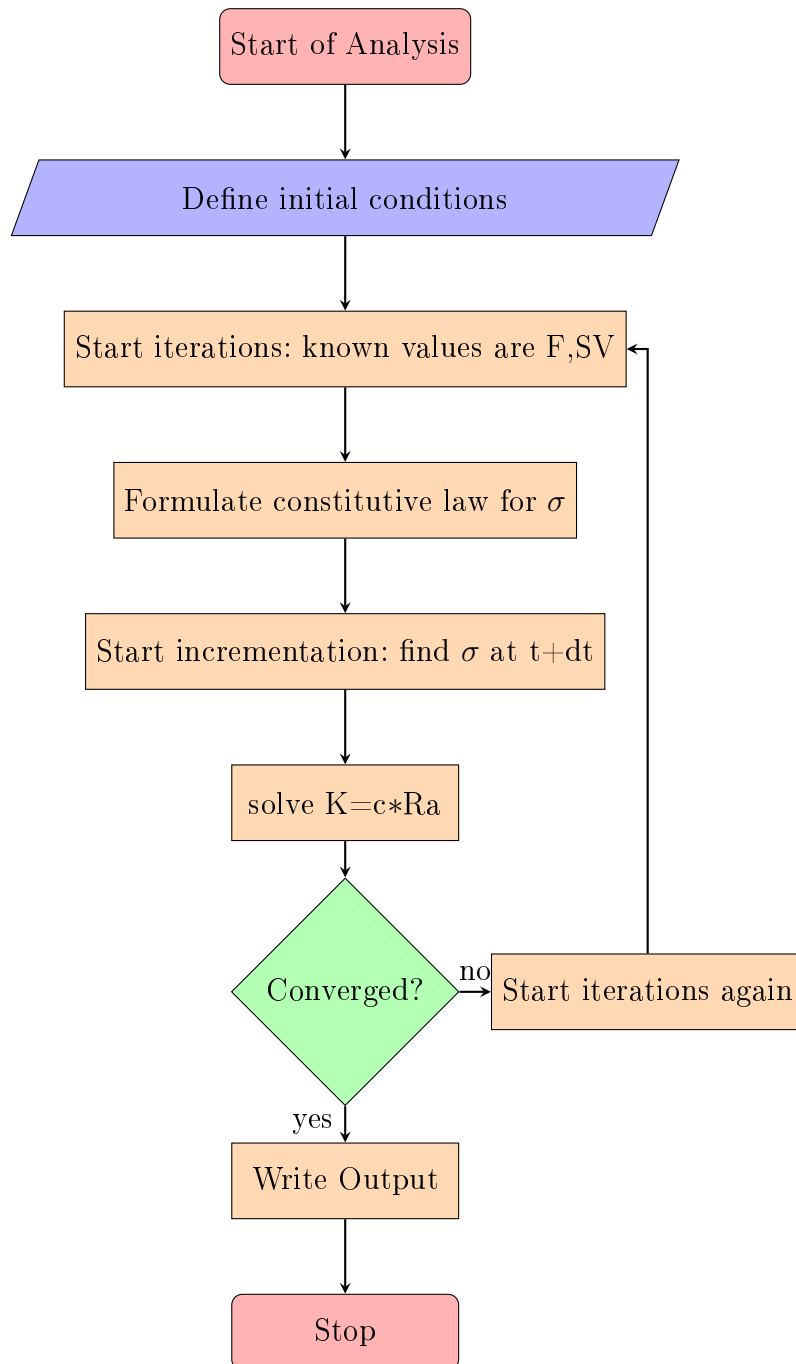 Start of Analysis
Define initial conditions
Start iterations: known values are F,SV
Formulate constitutive law for σ
Start incrementation: find σ at t+dt
solve K=c*Ra
Converged?
no
Start iterations again
yes
Write Output
Stop